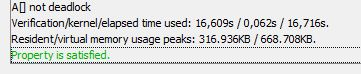 A[] not deadlock
Verification/kernel/elapsed time used: 16,609s / 0,062s / 16,716s.
Resident/virtual memory usage peaks: 316.936KB / 668.708KB.
Property is satisfied.